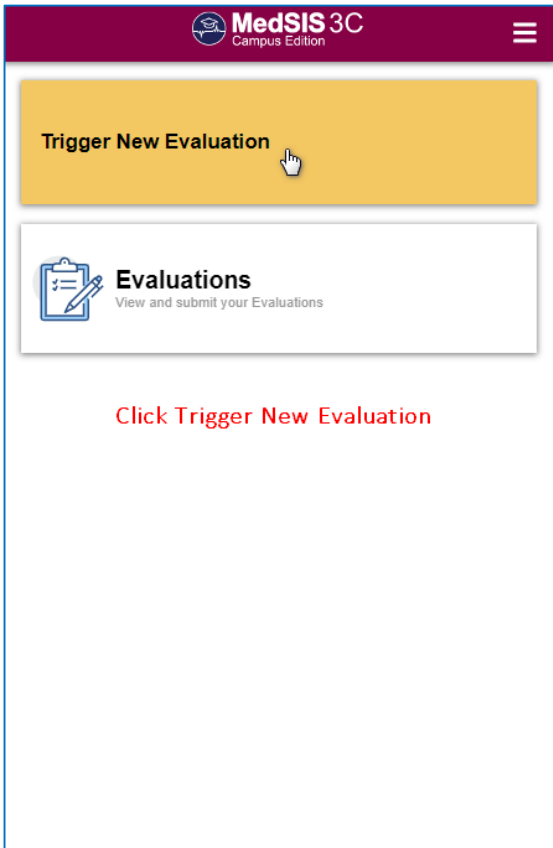 MedSIS 3C
Campus Edition
Trigger New Evaluation
Evaluations
View and submit your Evaluations
Click Trigger New Evaluation